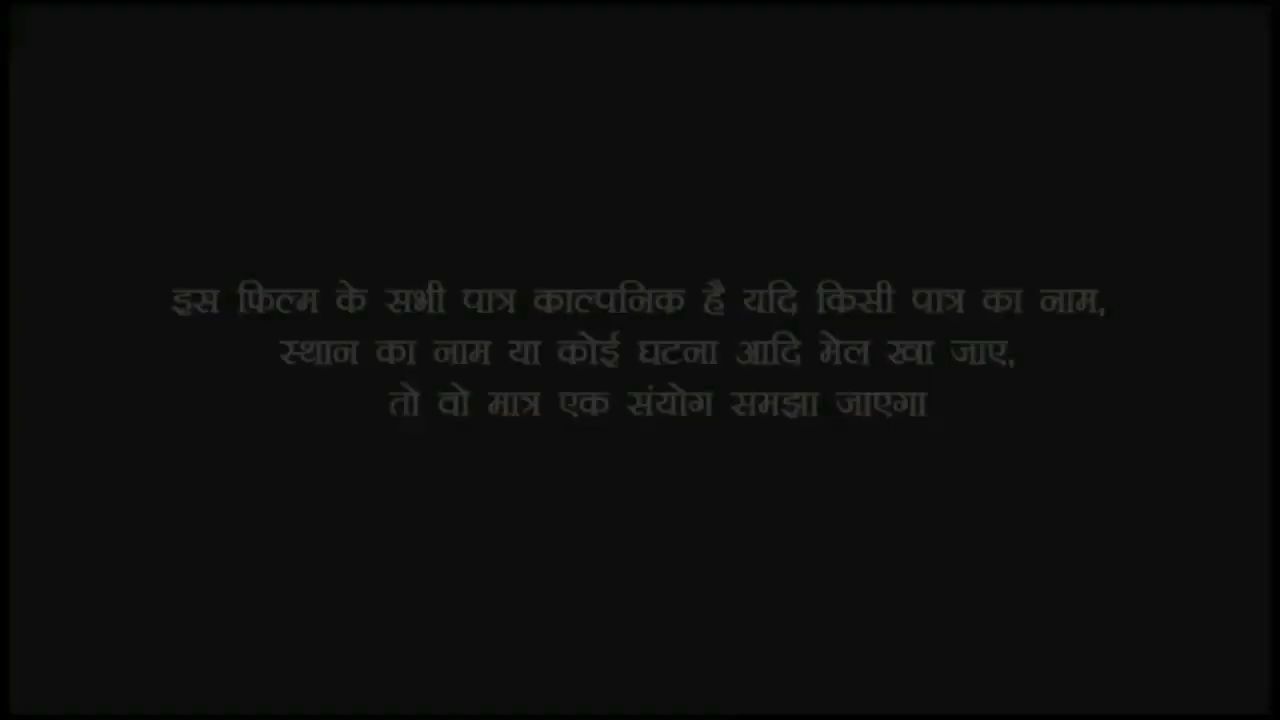 इस फिल्म के सभी पात्र काल्पनिक है यदि किसी पात्र का नाम,
स्थान का नाम या कोई घटना आदि मेल खा जाए,
तो वो मात्र एक संयोग समझा जाएगा